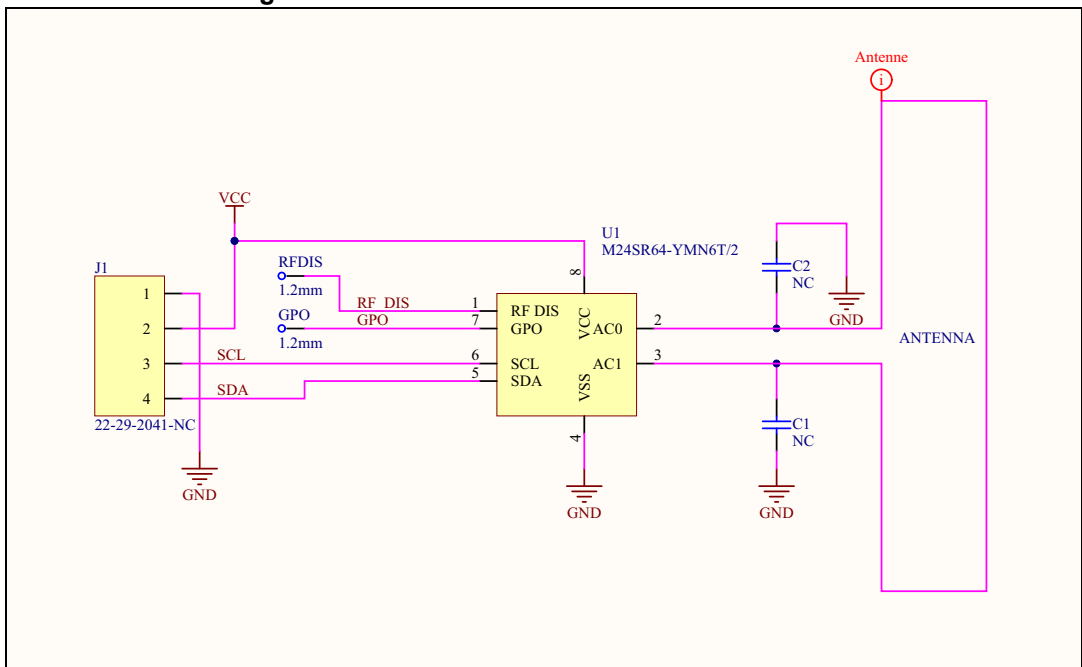 g
Antenne
i
VCC
U1
M24SR64-YMN6T/2
J1
RFDIS
1.2mm
GPO
1.2mm
1
2
3
4
22-29-2041-NC
GND
RF_DIS
GPO
SCL
SDA
1
7
6
5
8
RF DIS
GPO
SCL
SDA
VCC
VSS
AC0
AC1
4
GND
2
3
C2
NC
GND
C1
NC
GND
ANTENNA